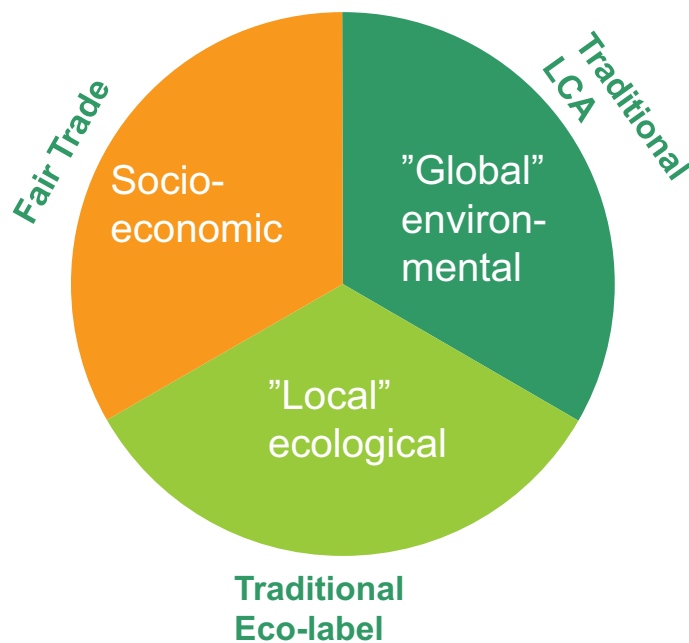 Fair Trade
Traditional
LCA
Socio-
economic
”Global”
environ-
mental
”Local”
ecological
Traditional
Eco-label